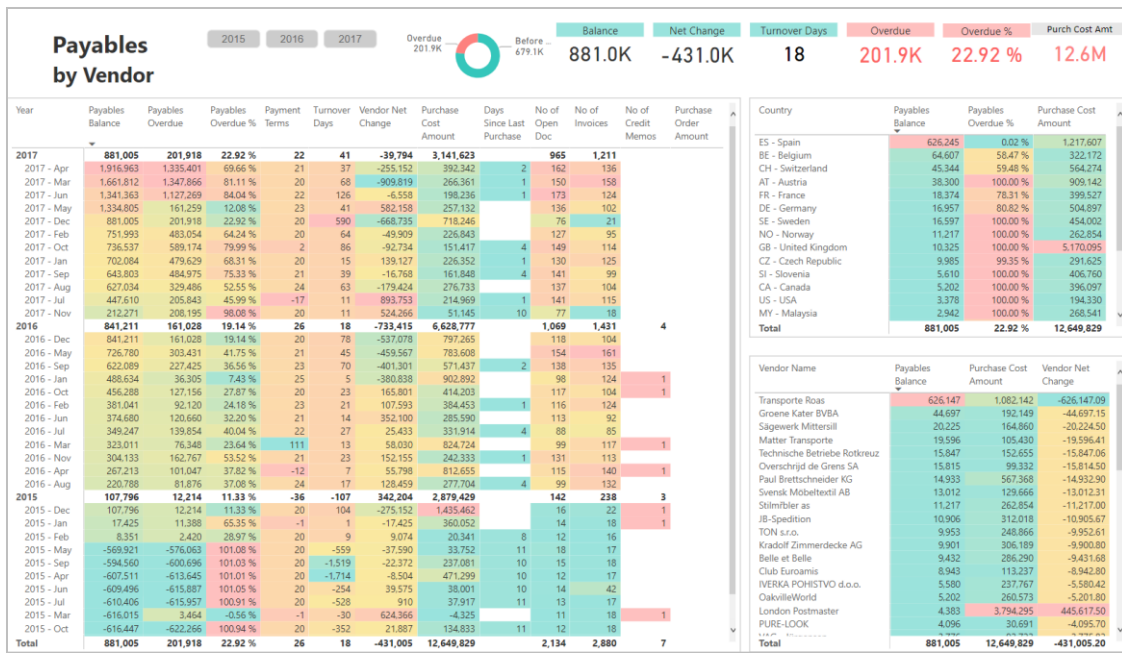 Payables
by Vendor
2015 2016 2017
Overdue
201.9K
Before ...
679.1K
Balance
881.0K
Net Change
-431.0K
Turnover Days
18
Overdue
201.9K
Overdue %
22.92 %
Purch Cost Amt
12.6M
Year Payables Balance Payables Overdue Payables Overdue % Payment Terms Turnover Days Vendor Net Change Purchase Cost Amount Days Since Last Purchase No of Open Doc No of Invoices No of Credit Memos Purchase Order Amount
2017 881,005 201,918 22.92 % 22 41 -39,794 3,141,623 965 1,211
2017 - Apr 1,916,963 1,335,401 69.66 % 21 37 -255,152 392,342 2 162 136
2017 - Mar 1,661,812 1,347,866 81.11 % 20 68 -909,819 266,361 1 150 158
2017 - Jun 1,341,363 1,127,269 84.04 % 22 126 -6,558 198,236 1 173 124
2017 - May 1,334,805 161,259 12.08 % 23 41 582,158 257,132 136 102
2017 - Dec 881,005 201,918 22.92 % 20 590 -668,735 718,246 76 21
2017 - Feb 751,993 483,054 64.24 % 20 64 -49,909 226,843 127 95
2017 - Oct 736,537 589,174 79.99 % 2 86 -92,734 151,417 4 149 114
2017 - Jan 702,084 479,629 68.31 % 20 15 139,127 226,352 1 130 125
2017 - Sep 643,803 484,975 75.33 % 21 39 -16,768 161,848 4 141 99
2017 - Aug 627,034 329,486 52.55 % 24 63 -179,424 276,733 137 104
2017 - Jul 447,610 205,843 45.99 % -17 11 893,753 214,969 1 141 115
2017 - Nov 212,271 208,195 98.08 % 20 11 524,266 51,145 10 77 18
2016 841,211 161,028 19.14 % 26 18 -733,415 6,628,777 1,069 1,431 4
2016 - Dec 841,211 161,028 19.14 % 20 78 -537,078 797,265 118 104
2016 - May 726,780 303,431 41.75 % 21 45 -459,567 783,608 154 161
2016 - Sep 622,089 227,425 36.56 % 23 70 -401,301 571,437 2 138 135
2016 - Jan 488,634 36,305 7.43 % 25 5 -380,838 902,892 98 124 1
2016 - Oct 456,288 127,156 27.87 % 20 23 165,801 414,203 117 104 1
2016 - Feb 381,041 92,120 24.18 % 23 21 107,593 384,453 1 116 124
2016 - Jun 374,680 120,660 32.20 % 21 14 352,100 285,590 113 92
2016 - Jul 349,247 139,854 40.04 % 22 27 25,433 331,914 4 88 85
2016 - Mar 323,011 76,348 23.64 % 111 13 58,030 824,724 99 117 1
2016 - Nov 304,133 162,767 53.52 % 21 23 152,155 242,333 1 131 113
2016 - Apr 267,213 101,047 37.82 % -12 7 55,798 812,655 115 140 1
2016 - Aug 220,788 81,876 37.08 % 24 17 128,459 277,704 4 99 132
2015 107,796 12,214 11.33 % -36 -107 342,204 2,879,429 142 238 3
2015 - Dec 107,796 12,214 11.33 % 20 104 -275,152 1,435,462 16 22 1
2015 - Jan 17,425 11,388 65.35 % -1 1 -17,425 360,052 14 18 1
2015 - Feb 8,351 2,420 28.97 % 20 9 9,074 20,341 8 12 16
2015 - May -569,921 -576,063 101.08 % 20 -559 -37,590 33,752 11 18 17
2015 - Sep -594,560 -600,696 101.03 % 20 -1,519 -22,372 237,081 10 15 18
2015 - Apr -607,511 -613,645 101.01 % 20 -1,714 -8,504 471,299 10 12 17
2015 - Jun -609,496 -615,887 101.05 % 20 -254 39,575 38,001 10 14 42
2015 - Jul -610,406 -615,957 100.91 % 20 -528 910 37,917 11 13 17
2015 - Mar -616,015 3,464 -0.56 % -1 -30 624,366 -4,325 11 18 1
2015 - Oct -616,447 -622,266 100.94 % 20 -352 21,887 134,833 11 12 18
Total 881,005 201,918 22.92 % 26 18 -431,005 12,649,829 2,134 2,880 7
Country Payables Balance Payables Overdue % Purchase Cost Amount
ES - Spain 626,245 0.02 % 1,217,607
BE - Belgium 64,607 58.47 % 322,172
CH - Switzerland 45,344 59.48 % 564,274
AT - Austria 38,300 100.00 % 909,142
FR - France 18,374 78.31 % 399,527
DE - Germany 16,957 80.82 % 504,897
SE - Sweden 16,597 100.00 % 454,002
NO - Norway 11,217 100.00 % 262,854
GB - United Kingdom 10,325 100.00 % 5,170,095
CZ - Czech Republic 9,985 99.35 % 291,625
SI - Slovenia 5,610 100.00 % 406,760
CA - Canada 5,202 100.00 % 396,097
US - USA 3,378 100.00 % 194,330
MY - Malaysia 2,942 100.00 % 268,541
Total 881,005 22.92 % 12,649,829
Vendor Name Payables Balance Purchase Cost Amount Vendor Net Change
Transporte Roas 626,147 1,082,142 -626,147.09
Groene Kater BVBA 44,697 192,149 -44,697.15
Sägewerk Mittersill 20,225 164,860 -20,224.50
Matter Transporte 19,596 105,430 -19,596.41
Technische Betriebe Rotkreuz 15,847 152,655 -15,847.06
Overschrijd de Grens SA 15,815 99,332 -15,814.50
Paul Brettschneider KG 14,933 567,368 -14,932.90
Svensk Möbeltextil AB 13,012 129,666 -13,012.31
Stilmřbler as 11,217 262,854 -11,217.00
JB-Spedition 10,906 312,018 -10,905.67
TON s.r.o. 9,953 248,866 -9,952.61
Kradolf Zimmerdecke AG 9,901 306,189 -9,900.80
Belle et Belle 9,432 286,290 -9,431.68
Club Euroamis 8,943 113,237 -8,942.80
IVERKA POHISTVO d.o.o. 5,580 237,767 -5,580.42
OakvilleWorld 5,202 260,573 -5,201.80
London Postmaster 4,383 3,794,295 445,617.50
PURE-LOOK 4,096 30,691 -4,095.70
Total 881,005 12,649,829 -431,005.20